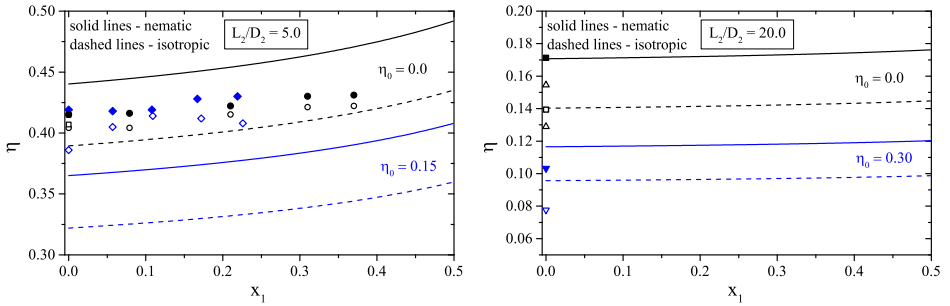 solid lines - nematic
dashed lines - isotropic
L₂/D₂ = 5.0
η₀ = 0.0
η₀ = 0.15
0.50
0.45
0.40
0.35
0.30
η
0.0 0.1 0.2 0.3 0.4 0.5
x₁
solid lines - nematic
dashed lines - isotropic
L₂/D₂ = 20.0
η₀ = 0.0
η₀ = 0.30
0.20
0.18
0.16
0.14
0.12
0.10
0.08
0.06
η
0.0 0.1 0.2 0.3 0.4 0.5
x₁